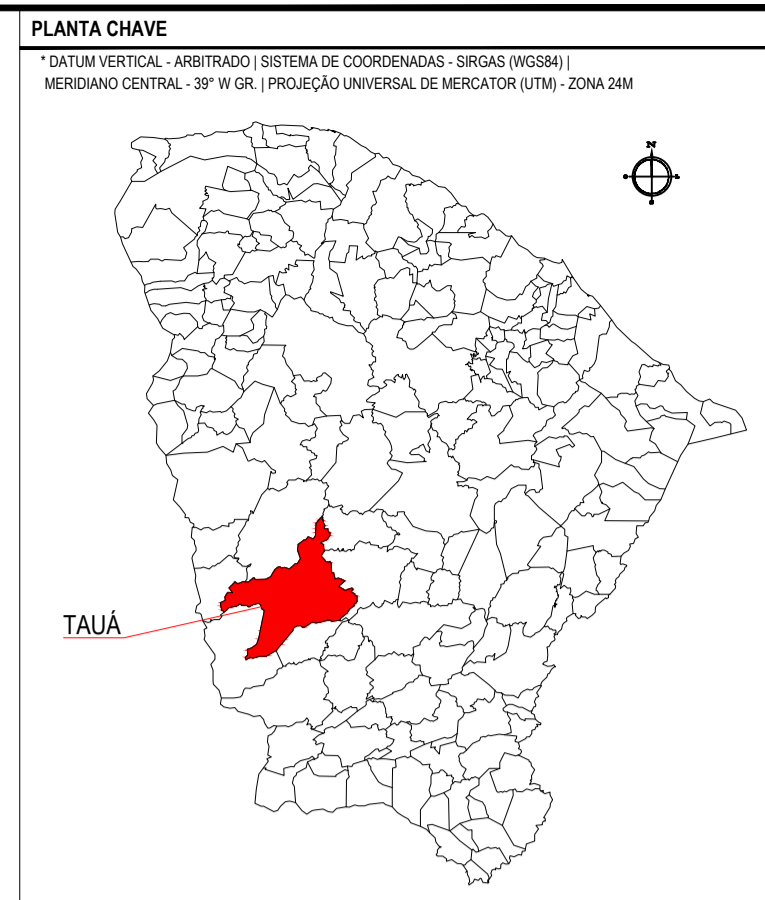 PLANTA CHAVE
* DATUM VERTICAL - ARBITRADO | SISTEMA DE COORDENADAS - SIRGAS (WGS84) |
MERIDIANO CENTRAL - 39° W GR. | PROJEÇÃO UNIVERSAL DE MERCATOR (UTM) - ZONA 24M
N
L
S
TAUÁ